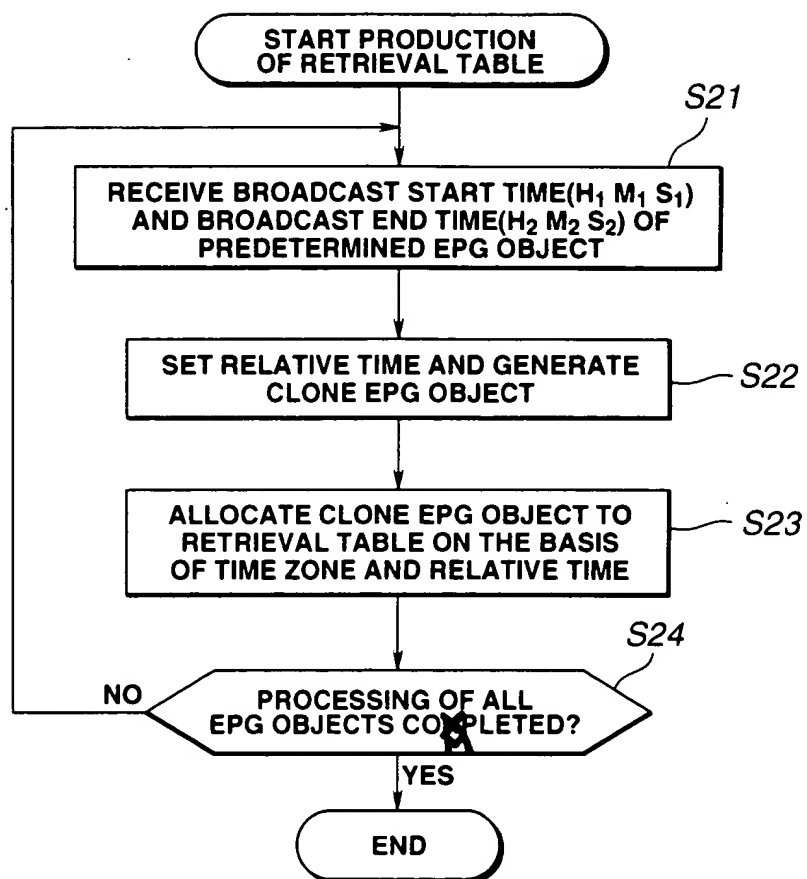 START PRODUCTION
OF RETRIEVAL TABLE
S21
RECEIVE BROADCAST START TIME(H₁ M₁ S₁)
AND BROADCAST END TIME(H₂ M₂ S₂) OF
PREDETERMINED EPG OBJECT
SET RELATIVE TIME AND GENERATE
CLONE EPG OBJECT
S22
ALLOCATE CLONE EPG OBJECT TO
RETRIEVAL TABLE ON THE BASIS
OF TIME ZONE AND RELATIVE TIME
S23
S24
NO
PROCESSING OF ALL
EPG OBJECTS COMPLETED?
YES
END